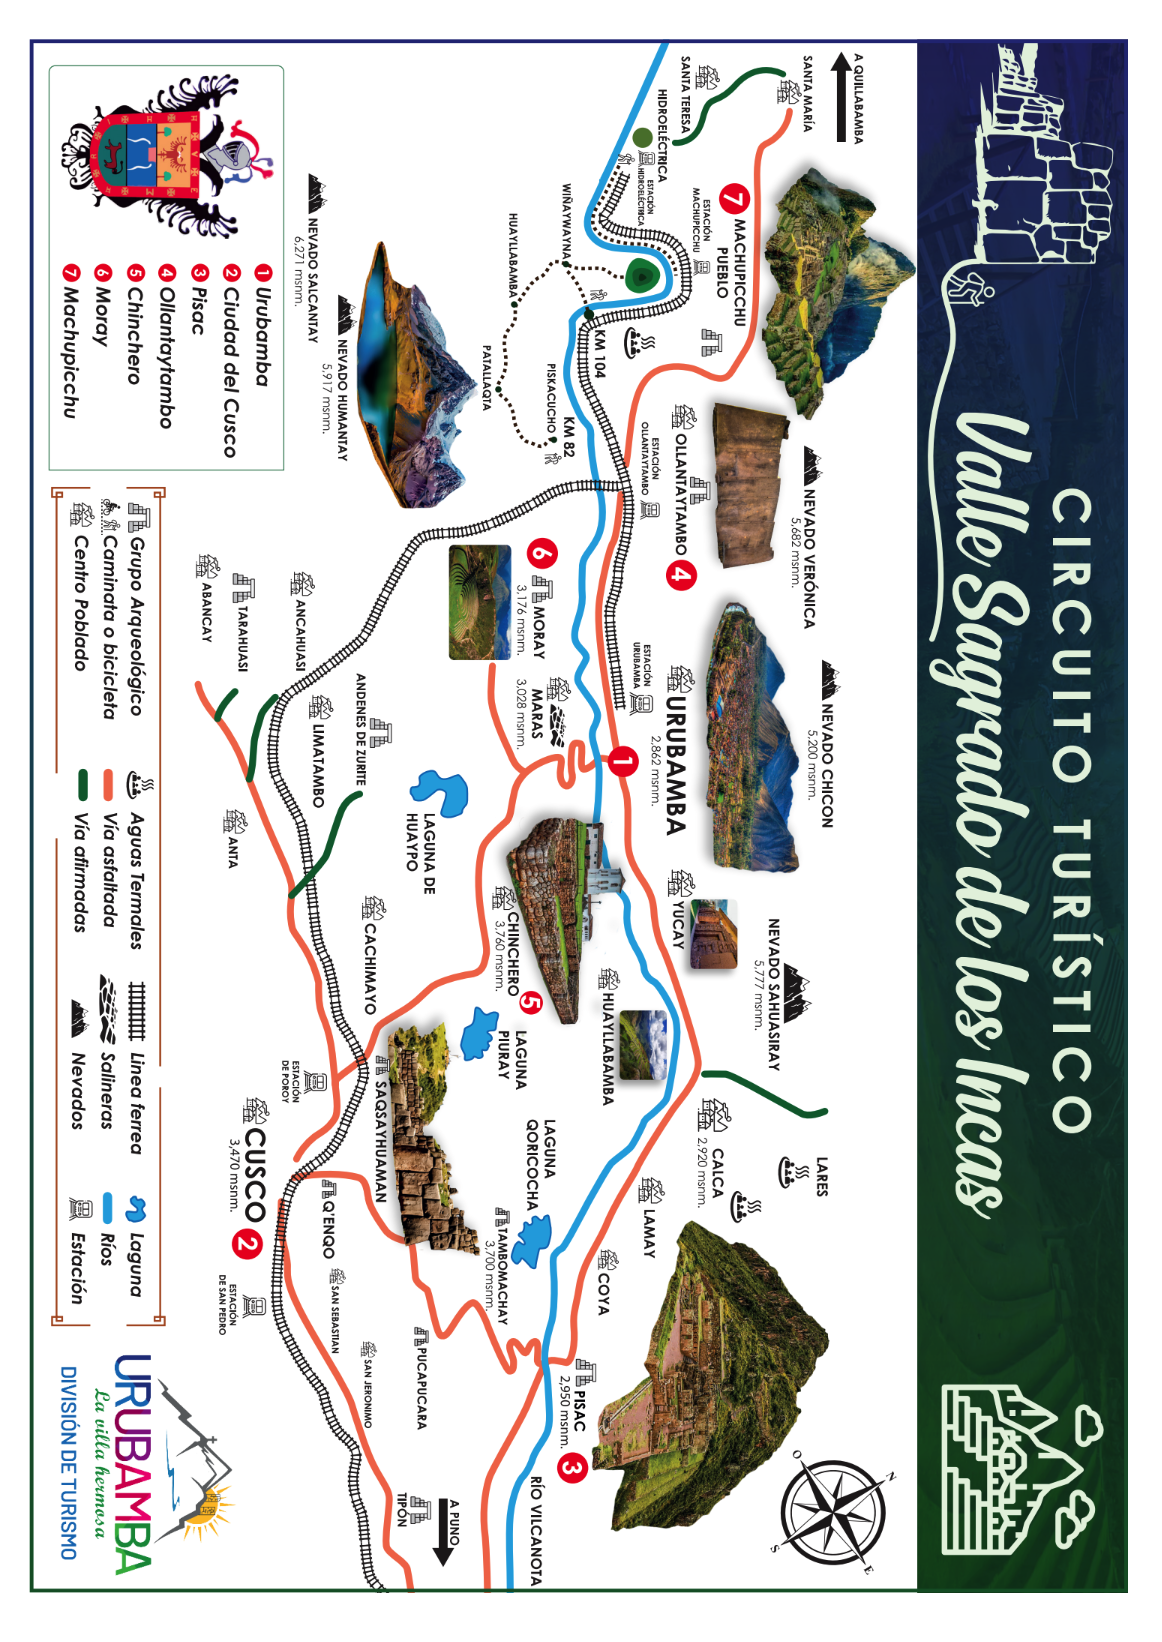 CIRCUITO TURÍSTICO
Valle Sagrado de los Incas
A QUILLABAMBA
SANTA MARÍA
SANTA TERESA
HIDROELÉCTRICA
ESTACIÓN
HIDROELÉCTRICA
7 MACHUPICCHU
PUEBLO
ESTACIÓN
MACHUPICCHU
WIÑAYWAYNA
HUAYLLABAMBA
KM 104
PATALLAQTA
PISKACUCHO
KM 82
NEVADO SALCANTAY
6,271 msnm.
NEVADO HUMANTAY
5,917 msnm.
NEVADO VERÓNICA
5,682 msnm.
OLLANTAYTAMBO 4
ESTACIÓN
OLLANTAYTAMBO
NEVADO CHICON
5,200 msnm.
ESTACIÓN
URUBAMBA
URUBAMBA
2,862 msnm.
1
6
MORAY
3,176 msnm.
MARAS
3,028 msnm.
YUCAY
NEVADO SAHUASIRAY
5,777 msnm.
HUAYLLABAMBA
CHINCHERO 5
3,760 msnm.
LAGUNA DE
HUAYPO
LAGUNA
PIURAY
ANDENES DE ZURITE
ANCAHUASI
TARAHUASI
ABANCAY
LIMATAMBO
ANTA
CACHIMAYO
ESTACIÓN
DE POROY
SAQSAYHUAMAN
CUSCO 2
3,470 msnm.
Q'ENQO
LAGUNA
QORICOCHA
TAMBOMACHAY
3,700 msnm.
CALCA
2,920 msnm.
LARES
LAMAY
COYA
PISAC 3
2,950 msnm.
PUCAPUCARA
SAN SEBASTIAN
SAN JERONIMO
ESTACIÓN
DE SAN PEDRO
TIPÓN
A PUNO
RÍO VILCANOTA
N
E
S
O
1 Urubamba
2 Ciudad del Cusco
3 Pisac
4 Ollantaytambo
5 Chinchero
6 Moray
7 Machupicchu
Grupo Arqueológico
Caminata o bicicleta
Centro Poblado
Aguas Termales
Vía asfaltada
Vía afirmadas
Linea ferrea
Salineras
Nevados
Laguna
Ríos
Estación
URUBAMBA
La villa hermosa
DIVISIÓN DE TURISMO